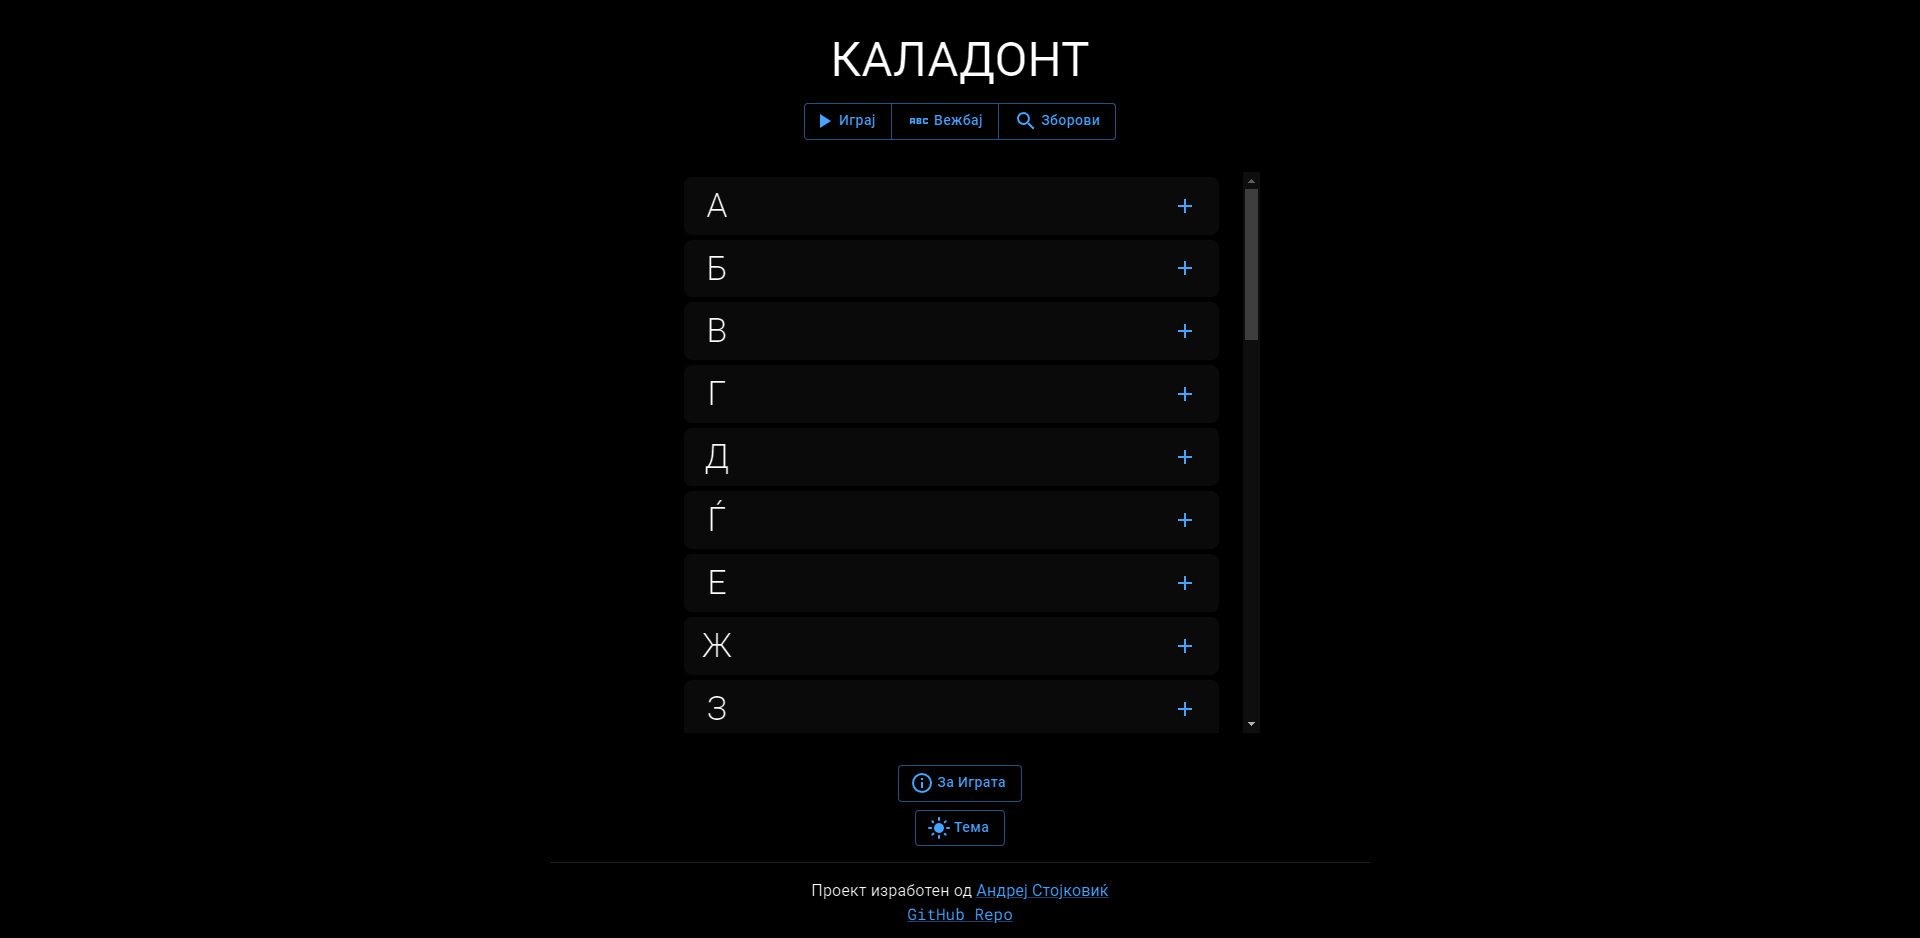 КАЛАДОНТ
Играј
ABC Вежбај
Зборови
А
Б
В
Г
Д
Ѓ
Е
Ж
З
За Играта
Тема
Проект изработен од Андреј Стојковиќ
GitHub Repo